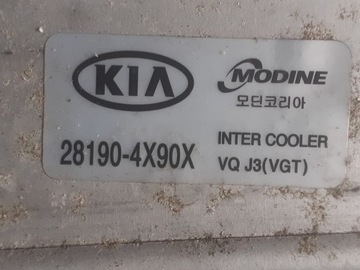 KIA
MODINE
모딘코리아
28190-4X90X
INTER COOLER
VQ J3(VGT)